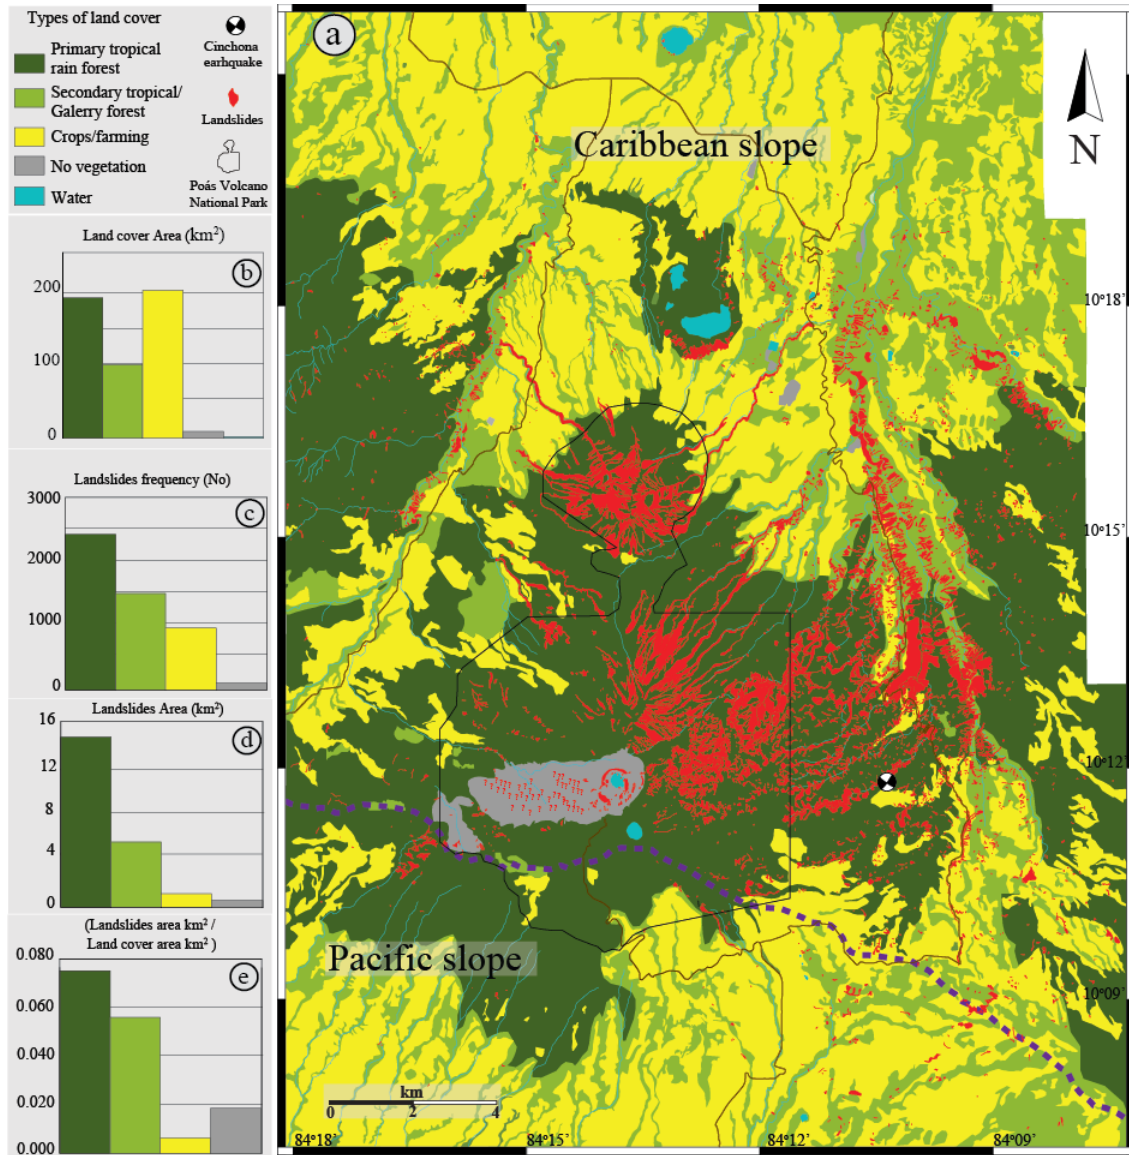 Types of land cover
Primary tropical
rain forest
Secondary tropical/
Galerry forest
Crops/farming
No vegetation
Water
Cinchona
earhquake
Landslides
Poás Volcano
National Park
Land cover Area (km²)
b
200
100
0
Landslides frequency (No)
3000
c
2000
1000
0
Landslides Area (km²)
16
d
12
8
4
0
(Landslides area km² /
Land cover area km² )
0.080
e
0.060
0.040
0.020
0.000
a
N
Caribbean slope
10°18'
10°15'
10°12'
Pacific slope
10°09'
km
0 2 4
84°18' 84°15' 84°12' 84°09'